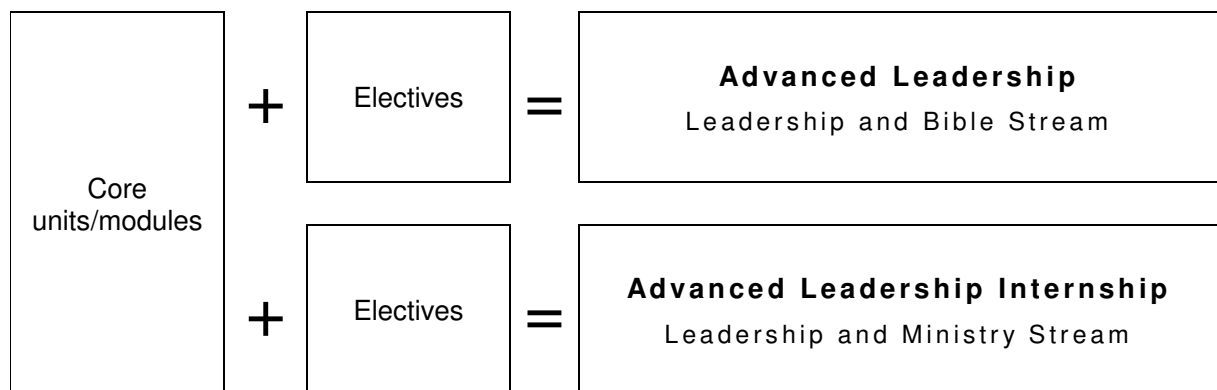 Core
units/modules
+
Electives
=
Advanced Leadership
Leadership and Bible Stream
+
Electives
=
Advanced Leadership Internship
Leadership and Ministry Stream